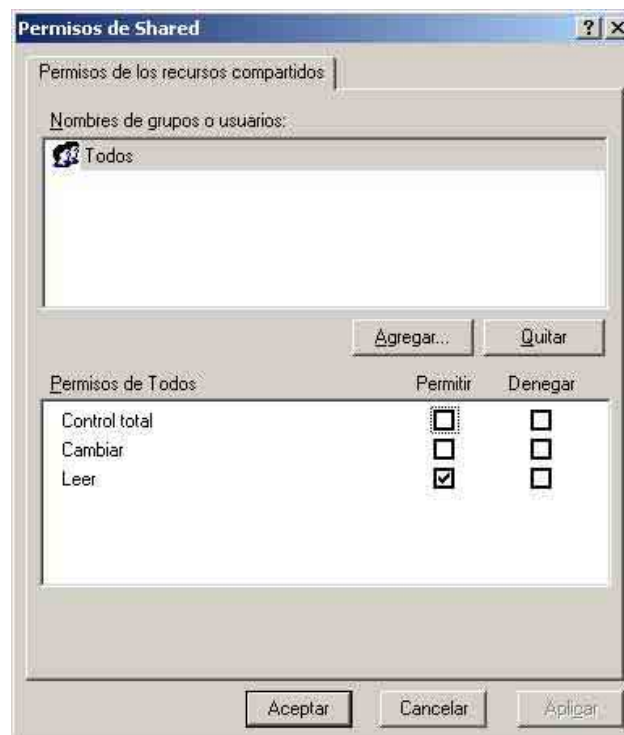 Permisos de Shared
Permisos de los recursos compartidos
Nombres de grupos o usuarios:
Todos
Agregar... Quitar
Permisos de Todos Permitir Denegar
Control total
Cambiar
Leer
Aceptar Cancelar Aplicar